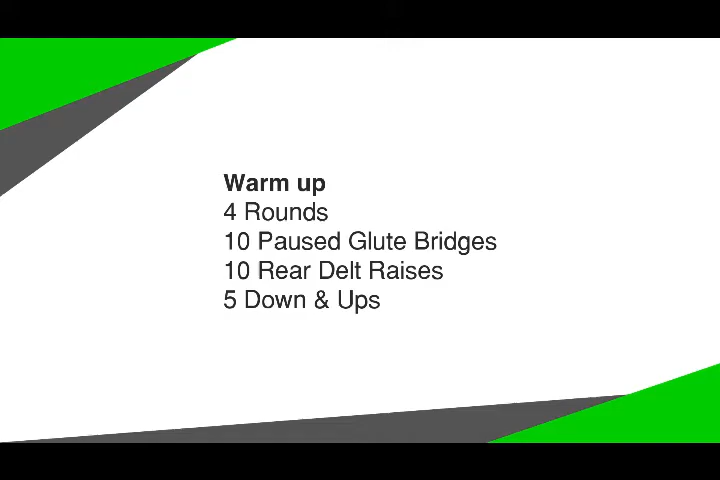 Warm up
4 Rounds
10 Paused Glute Bridges
10 Rear Delt Raises
5 Down & Ups